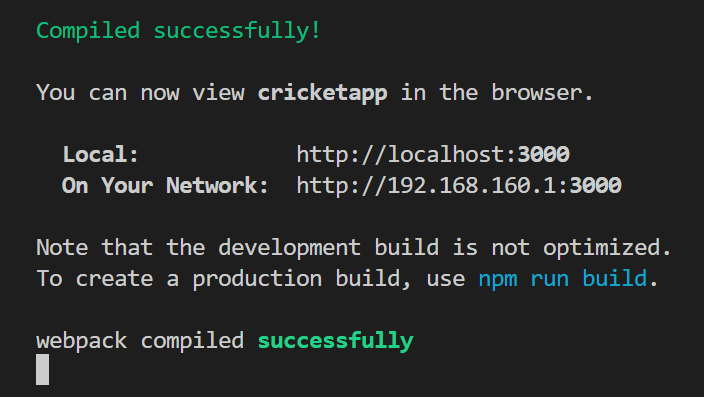 Compiled successfully!
You can now view cricketapp in the browser.
Local: http://localhost:3000
On Your Network: http://192.168.160.1:3000
Note that the development build is not optimized.
To create a production build, use npm run build.
webpack compiled successfully